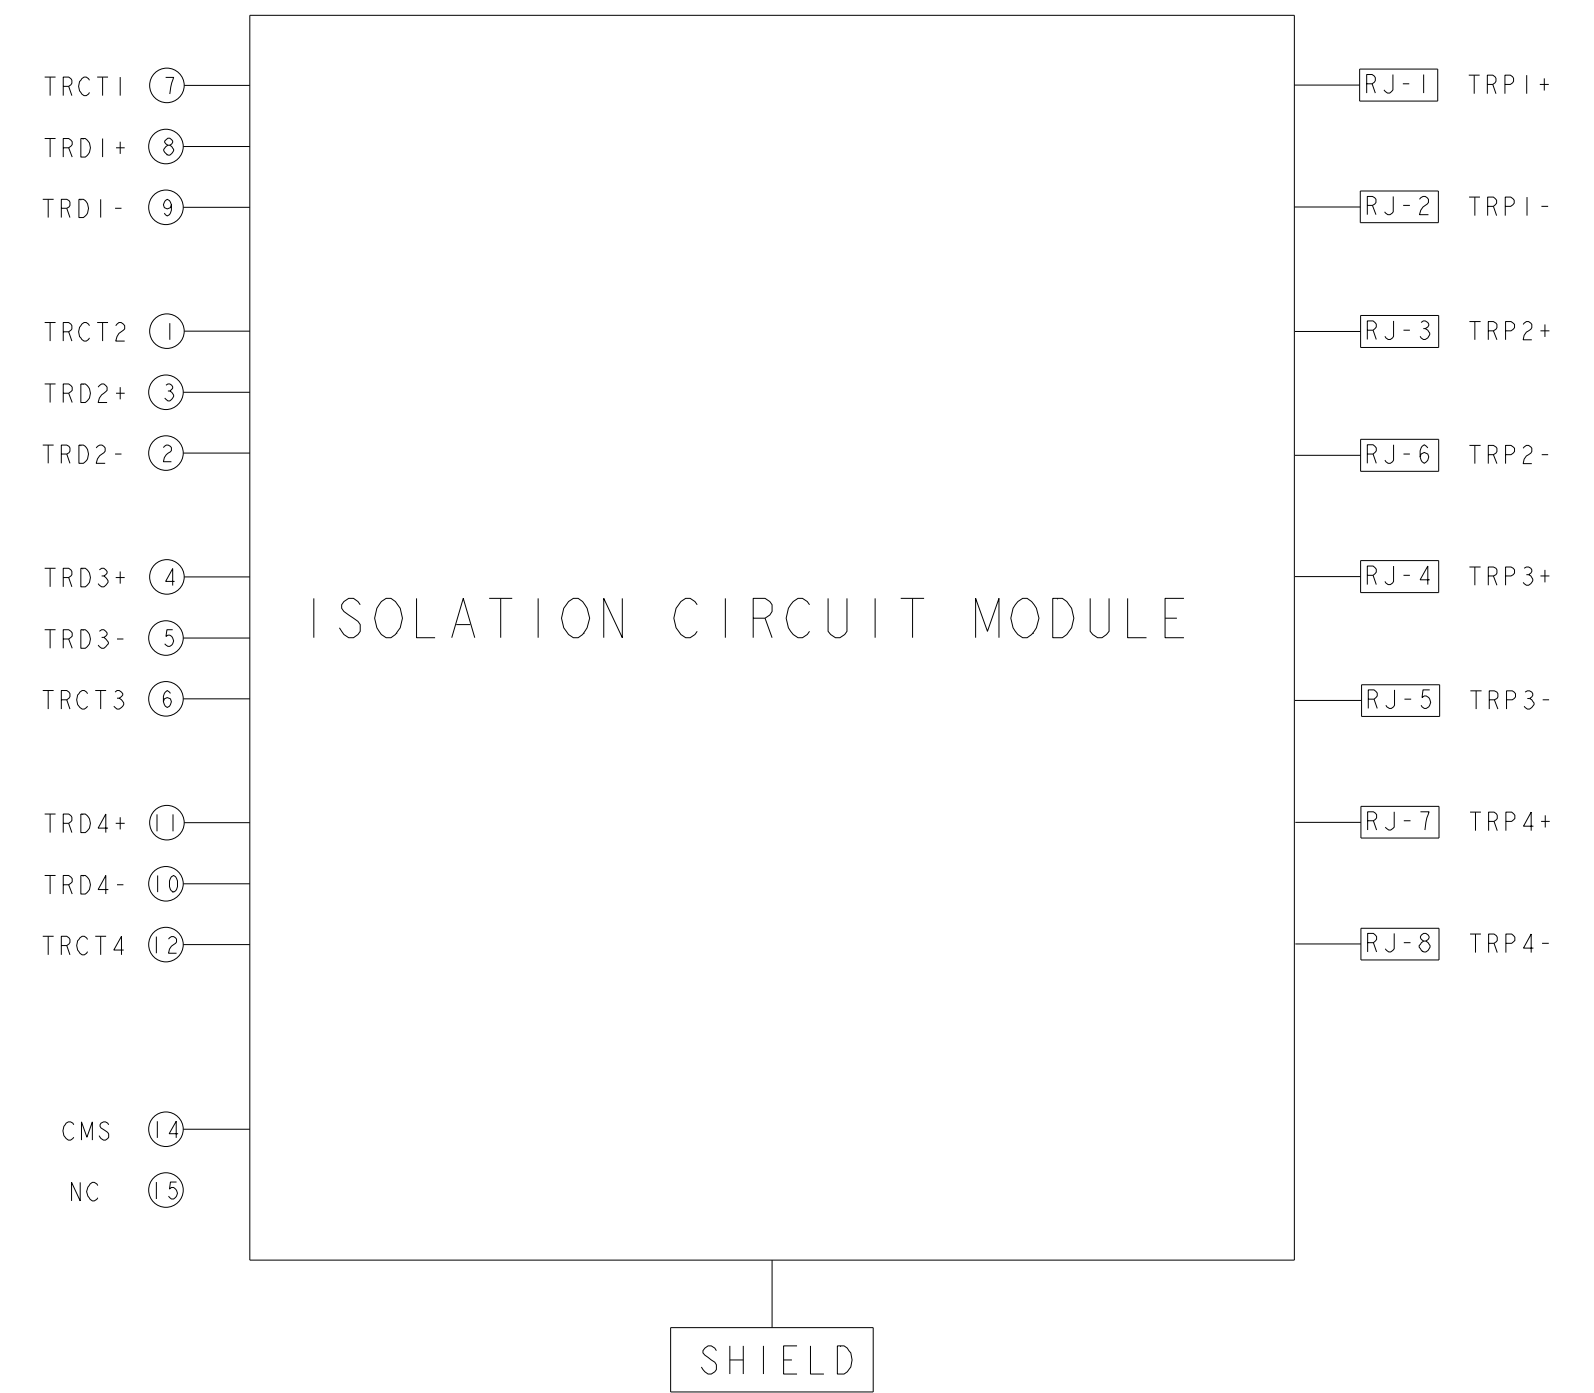 TRCT1 7 RJ-1 TRP1+
TRD1+ 8
TRD1- 9 RJ-2 TRP1-
TRCT2 1 RJ-3 TRP2+
TRD2+ 3
TRD2- 2 RJ-6 TRP2-
TRD3+ 4 RJ-4 TRP3+
ISOLATION CIRCUIT MODULE
TRD3- 5
TRCT3 6 RJ-5 TRP3-
TRD4+ 11 RJ-7 TRP4+
TRD4- 10
TRCT4 12 RJ-8 TRP4-
CMS 14
NC 15
SHIELD